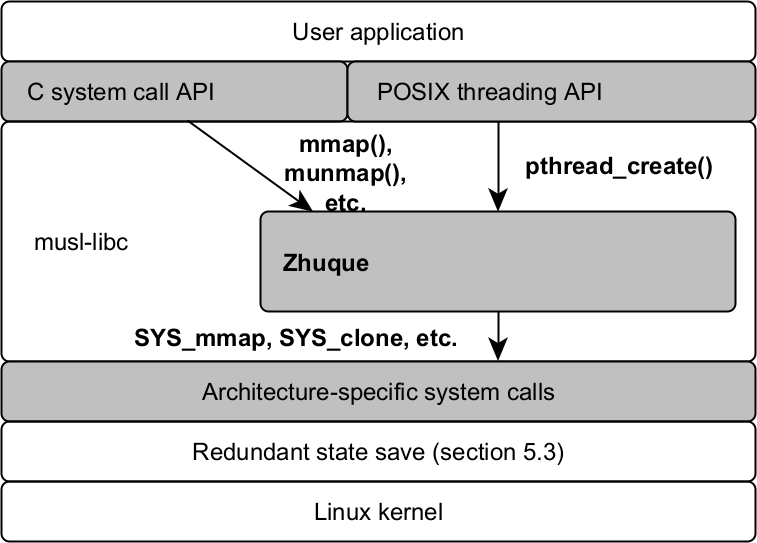 User application
C system call API
POSIX threading API
mmap(),
munmap(),
etc.
pthread_create()
musl-libc
Zhuque
SYS_mmap, SYS_clone, etc.
Architecture-specific system calls
Redundant state save (section 5.3)
Linux kernel